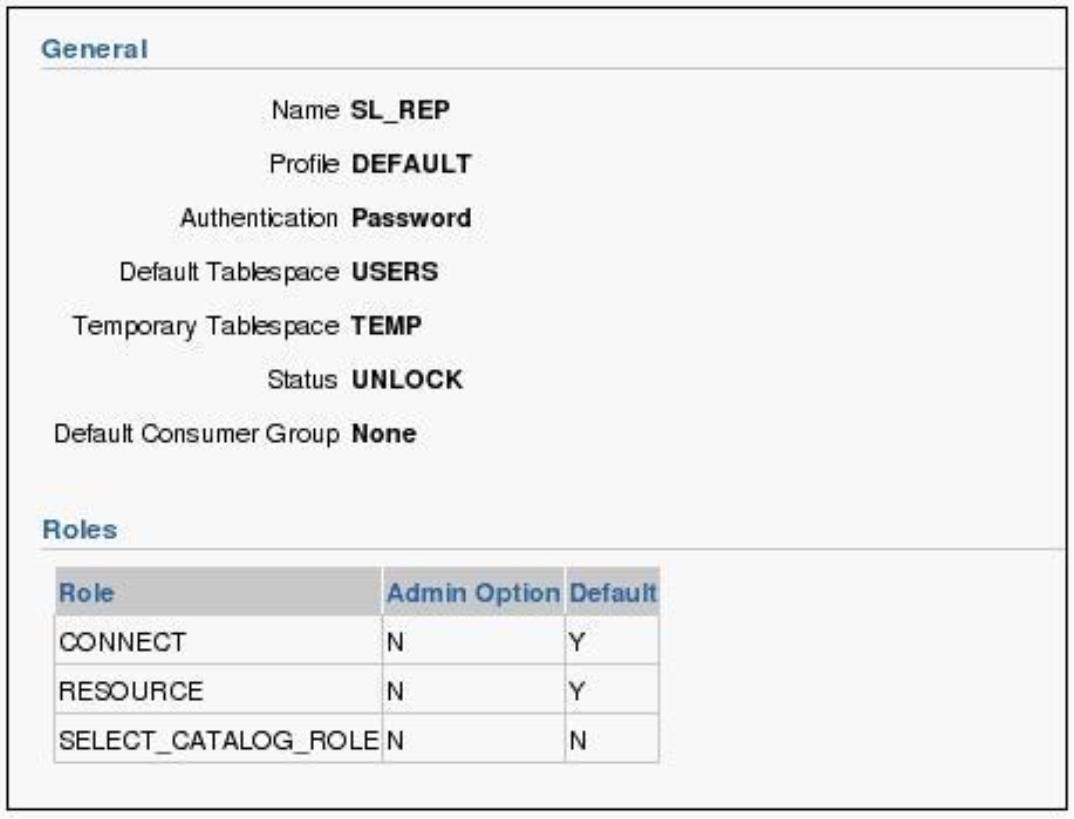 General
Name SL_REP
Profile DEFAULT
Authentication Password
Default Tablespace USERS
Temporary Tablespace TEMP
Status UNLOCK
Default Consumer Group None
Roles
Role Admin Option Default
CONNECT N Y
RESOURCE N Y
SELECT_CATALOG_ROLE N N